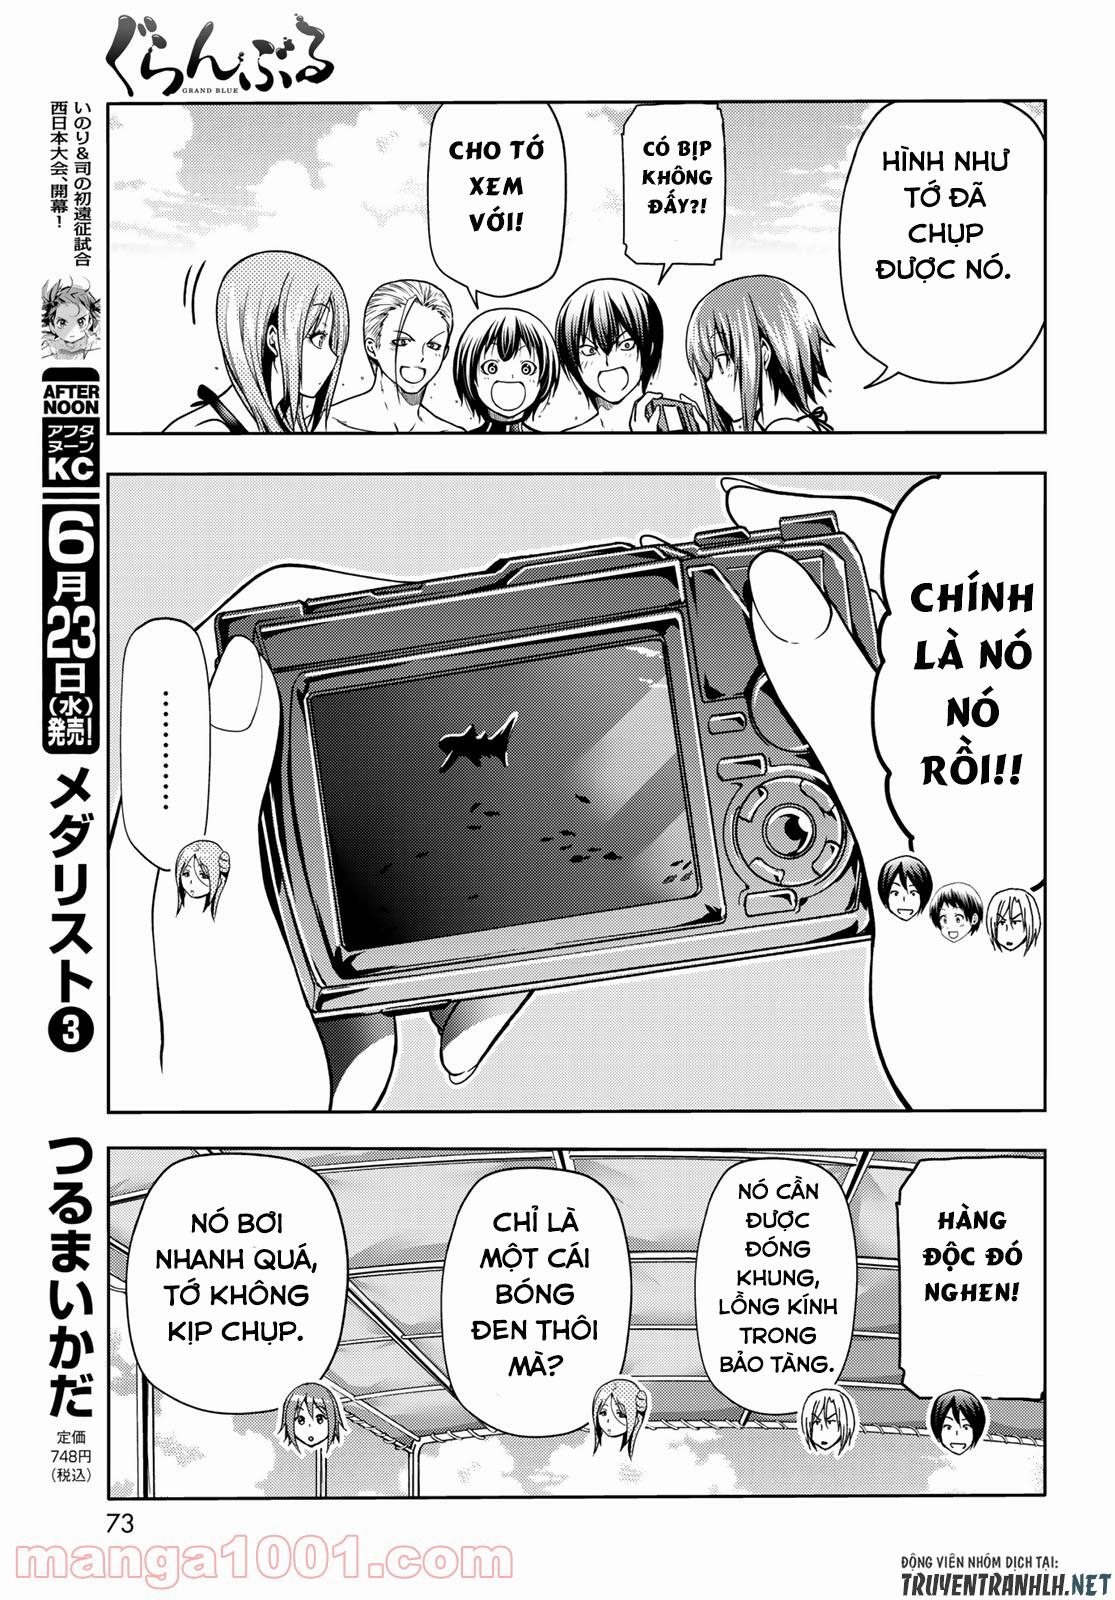 ぐらんぶる
GRAND BLUE
いのり&司の初遠征試合
西日本大会、開幕！
AFTER
NOON
アフタ
ヌーン
KC
6月23日(水)発売!
メダリスト3
つるまいかだ
定価
748円
(税込)
HÌNH NHƯ
TỚ ĐÃ
CHỤP
ĐƯỢC NÓ.
CÓ BỊP
KHÔNG
ĐẤY?!
CHO TỚ
XEM
VỚI!
CHÍNH
LÀ NÓ
NÓ
RỒI!!
………
HÀNG
ĐỘC ĐÓ
NGHEN!
NÓ CẦN
ĐƯỢC
ĐÓNG
KHUNG,
LỒNG KÍNH
TRONG
BẢO TÀNG.
CHỈ LÀ
MỘT CÁI
BÓNG
ĐEN THÔI
MÀ?
NÓ BƠI
NHANH QUÁ,
TỚ KHÔNG
KỊP CHỤP.
73
manga1001.com
ĐỘNG VIÊN NHÓM DỊCH TẠI:
TRUYENTRANHLH.NET